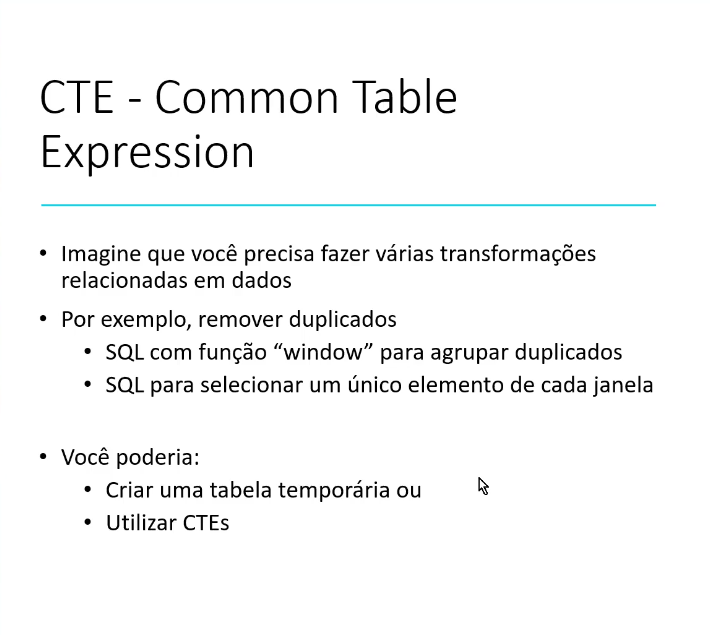 CTE - Common Table
Expression
• Imagine que você precisa fazer várias transformações
relacionadas em dados
• Por exemplo, remover duplicados
• SQL com função “window” para agrupar duplicados
• SQL para selecionar um único elemento de cada janela
• Você poderia:
• Criar uma tabela temporária ou
• Utilizar CTEs